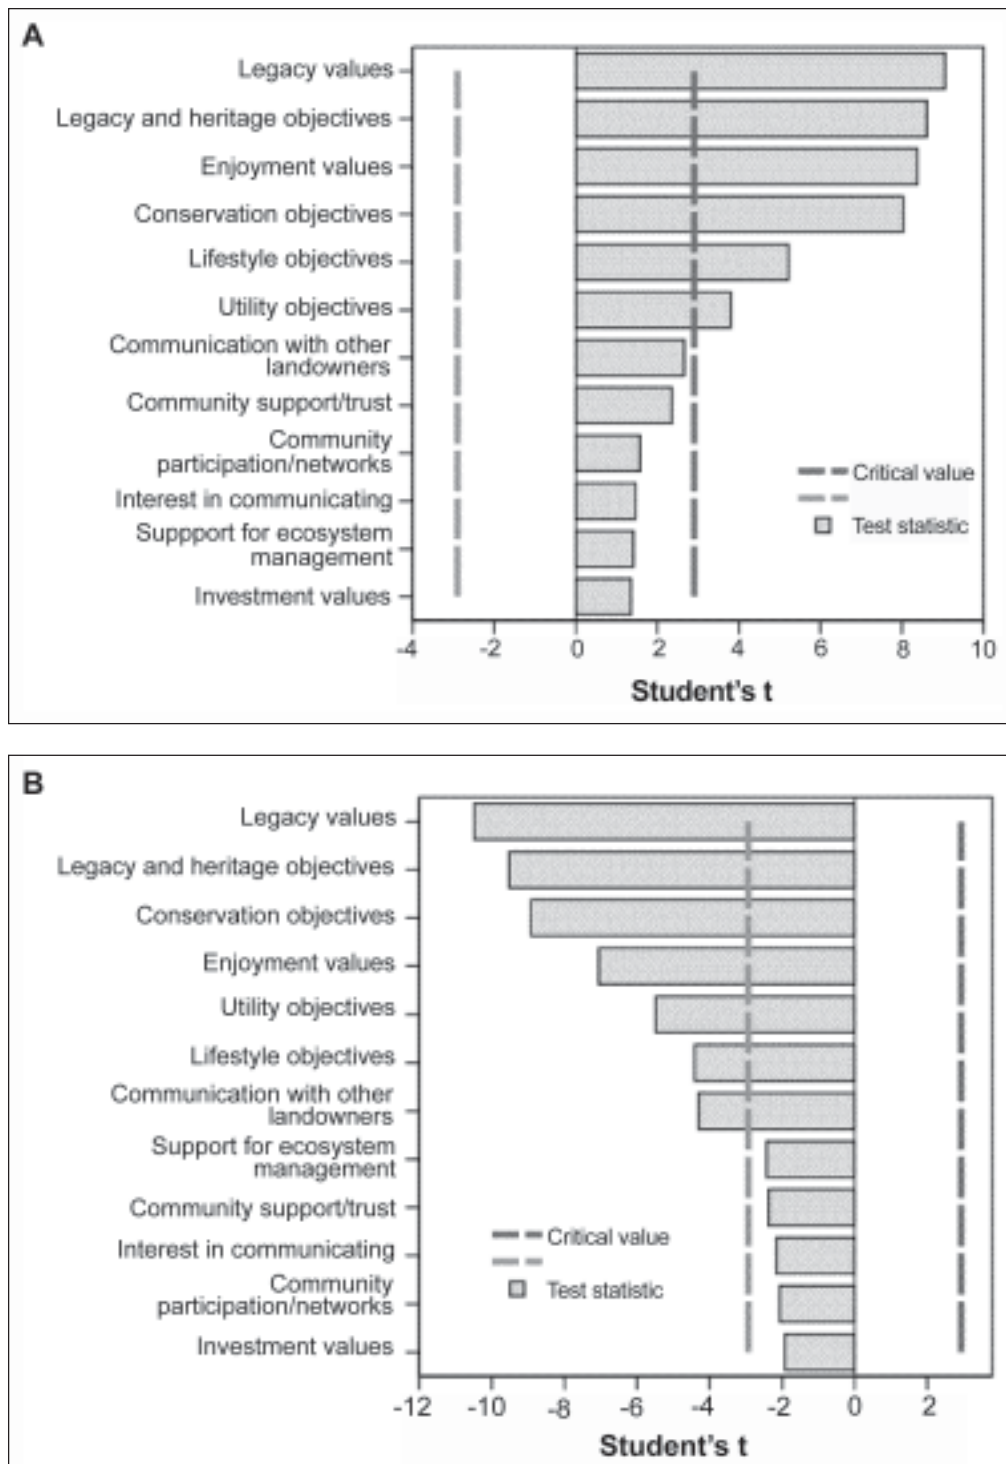 A
Legacy values
Legacy and heritage objectives
Enjoyment values
Conservation objectives
Lifestyle objectives
Utility objectives
Communication with other
landowners
Community support/trust
Community
participation/networks
Interest in communicating
Suppport for ecosystem
management
Investment values
Critical value
Test statistic
-4 -2 0 2 4 6 8 10
Student's t
B
Legacy values
Legacy and heritage objectives
Conservation objectives
Enjoyment values
Utility objectives
Lifestyle objectives
Communication with other
landowners
Support for ecosystem
management
Community support/trust
Interest in communicating
Community
participation/networks
Investment values
Critical value
Test statistic
-12 -10 -8 -6 -4 -2 0 2
Student's t